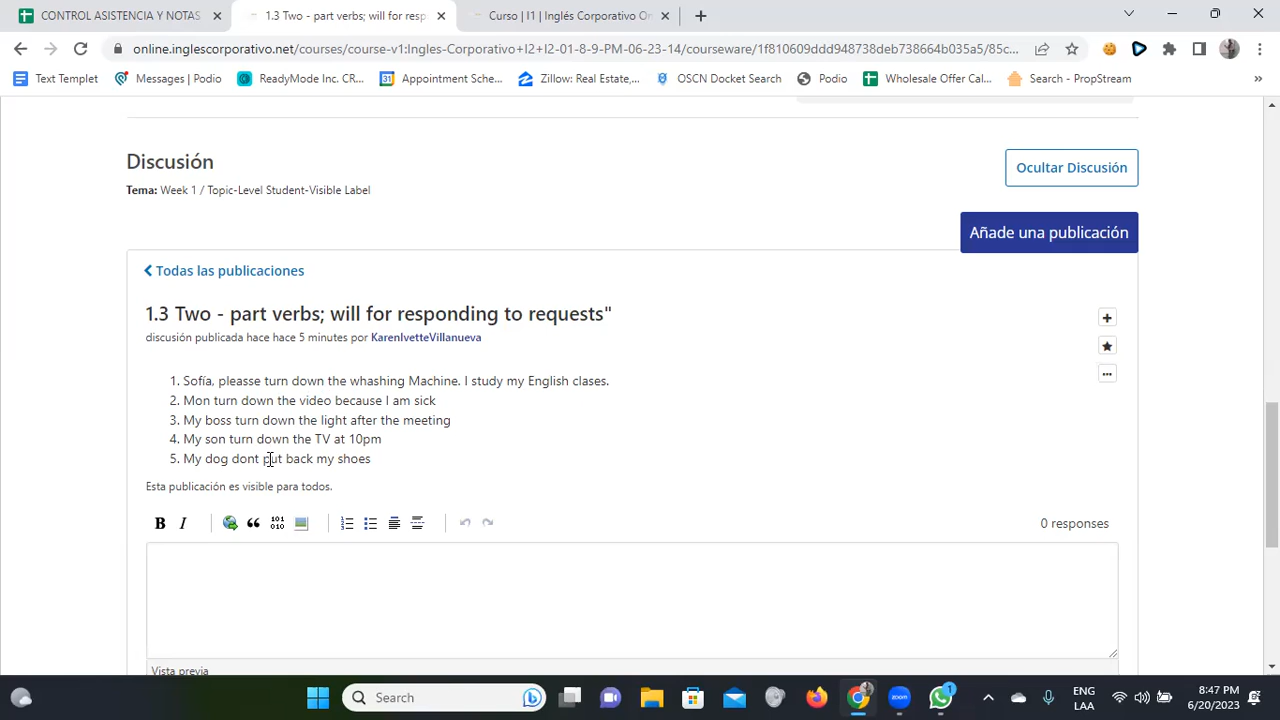 CONTROL ASISTENCIA Y NOTAS
1.3 Two - part verbs; will for resp
Curso | I1 | Inglés Corporativo On
online.inglescorporativo.net/courses/course-v1:Ingles-Corporativo+I2+I2-01-8-9-PM-06-23-14/courseware/1f810609ddd948738deb738664b035a5/85c...
Text Templet
Messages | Podio
ReadyMode Inc. CR...
Appointment Sche...
Zillow: Real Estate,...
OSCN Docket Search
Podio
Wholesale Offer Cal...
Search - PropStream
»
Discusión
Ocultar Discusión
Tema: Week 1 / Topic-Level Student-Visible Label
Añade una publicación
Todas las publicaciones
1.3 Two - part verbs; will for responding to requests"
discusión publicada hace hace 5 minutes por KarenIvetteVillanueva
1. Sofía, pleasse turn down the whashing Machine. I study my English clases.
2. Mon turn down the video because I am sick
3. My boss turn down the light after the meeting
4. My son turn down the TV at 10pm
5. My dog dont put back my shoes
Esta publicación es visible para todos.
B I
0 responses
Vista previa
Search
ENG
LAA
8:47 PM
6/20/2023